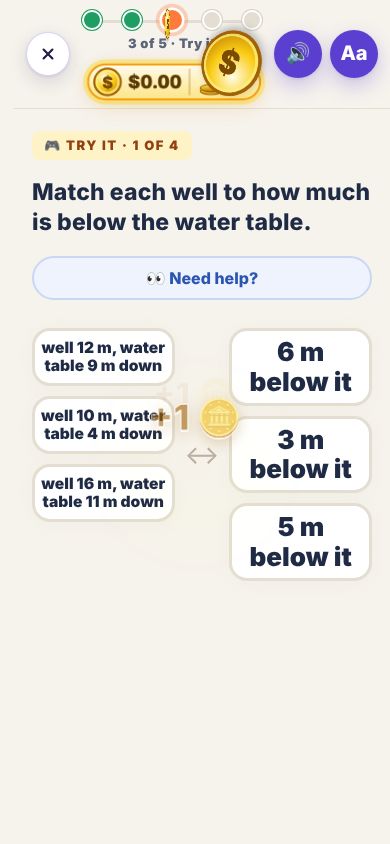 3 of 5 · Try
$ $0.00
$
Aa
🎮 TRY IT · 1 OF 4
Match each well to how much
is below the water table.
👀 Need help?
well 12 m, water
table 9 m down
6 m
below it
well 10 m, water
table 4 m down
+1
3 m
below it
well 16 m, water
table 11 m down
5 m
below it